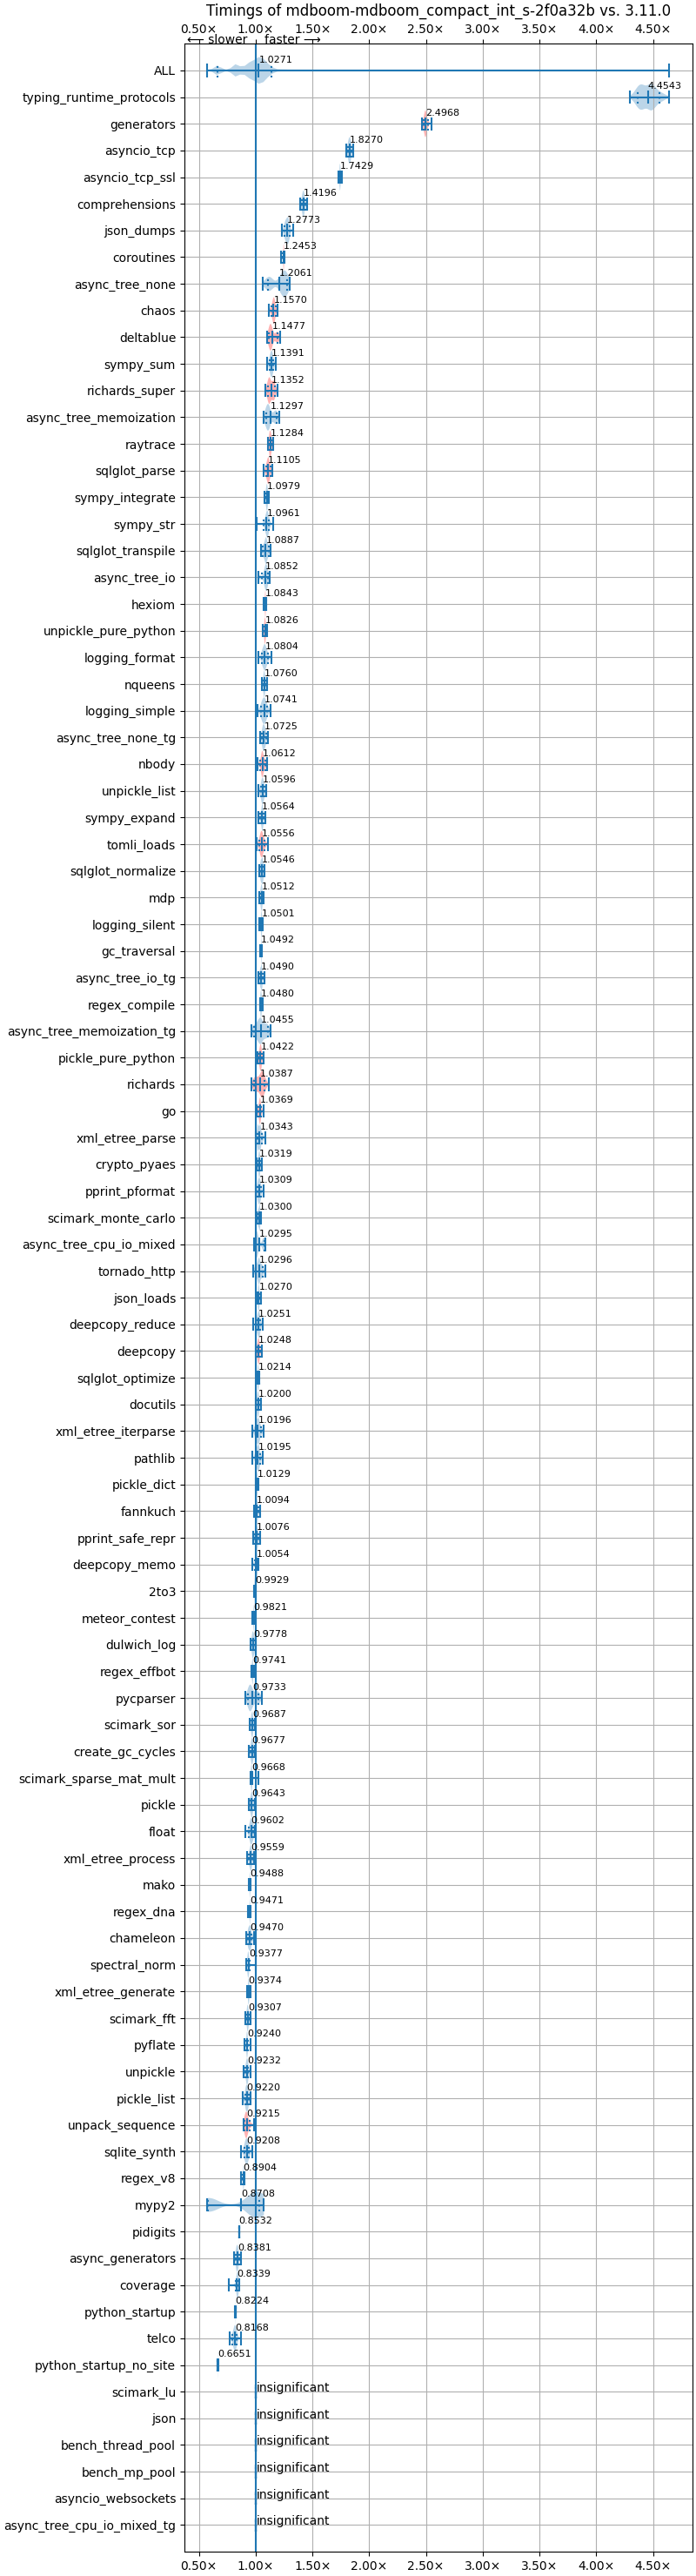 Timings of mdboom-mdboom_compact_int_s-2f0a32b vs. 3.11.0
0.50× 1.00× 1.50× 2.00× 2.50× 3.00× 3.50× 4.00× 4.50×
⟵ slower faster ⟶
ALL 1.0271
typing_runtime_protocols 4.4543
generators 2.4968
asyncio_tcp 1.8270
asyncio_tcp_ssl 1.7429
comprehensions 1.4196
json_dumps 1.2773
coroutines 1.2453
async_tree_none 1.2061
chaos 1.1570
deltablue 1.1477
sympy_sum 1.1391
richards_super 1.1352
async_tree_memoization 1.1297
raytrace 1.1284
sqlglot_parse 1.1105
sympy_integrate 1.0979
sympy_str 1.0961
sqlglot_transpile 1.0887
async_tree_io 1.0852
hexiom 1.0843
unpickle_pure_python 1.0826
logging_format 1.0804
nqueens 1.0760
logging_simple 1.0741
async_tree_none_tg 1.0725
nbody 1.0612
unpickle_list 1.0596
sympy_expand 1.0564
tomli_loads 1.0556
sqlglot_normalize 1.0546
mdp 1.0512
logging_silent 1.0501
gc_traversal 1.0492
async_tree_io_tg 1.0490
regex_compile 1.0480
async_tree_memoization_tg 1.0455
pickle_pure_python 1.0422
richards 1.0387
go 1.0369
xml_etree_parse 1.0343
crypto_pyaes 1.0319
pprint_pformat 1.0309
scimark_monte_carlo 1.0300
async_tree_cpu_io_mixed 1.0295
tornado_http 1.0296
json_loads 1.0270
deepcopy_reduce 1.0251
deepcopy 1.0248
sqlglot_optimize 1.0214
docutils 1.0200
xml_etree_iterparse 1.0196
pathlib 1.0195
pickle_dict 1.0129
fannkuch 1.0094
pprint_safe_repr 1.0076
deepcopy_memo 1.0054
2to3 0.9929
meteor_contest 0.9821
dulwich_log 0.9778
regex_effbot 0.9741
pycparser 0.9733
scimark_sor 0.9687
create_gc_cycles 0.9677
scimark_sparse_mat_mult 0.9668
pickle 0.9643
float 0.9602
xml_etree_process 0.9559
mako 0.9488
regex_dna 0.9471
chameleon 0.9470
spectral_norm 0.9377
xml_etree_generate 0.9374
scimark_fft 0.9307
pyflate 0.9240
unpickle 0.9232
pickle_list 0.9220
unpack_sequence 0.9215
sqlite_synth 0.9208
regex_v8 0.8904
mypy2 0.8708
pidigits 0.8532
async_generators 0.8381
coverage 0.8339
python_startup 0.8224
telco 0.8168
python_startup_no_site 0.6651
scimark_lu insignificant
json insignificant
bench_thread_pool insignificant
bench_mp_pool insignificant
asyncio_websockets insignificant
async_tree_cpu_io_mixed_tg insignificant
0.50× 1.00× 1.50× 2.00× 2.50× 3.00× 3.50× 4.00× 4.50×